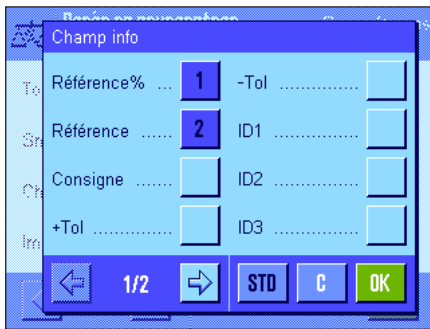 Champ info
Référence% ... 1
Référence ...... 2
Consigne .......
+Tol ..............
-Tol ...............
ID1 ................
ID2 ................
ID3 ................
1/2
STD
C
OK